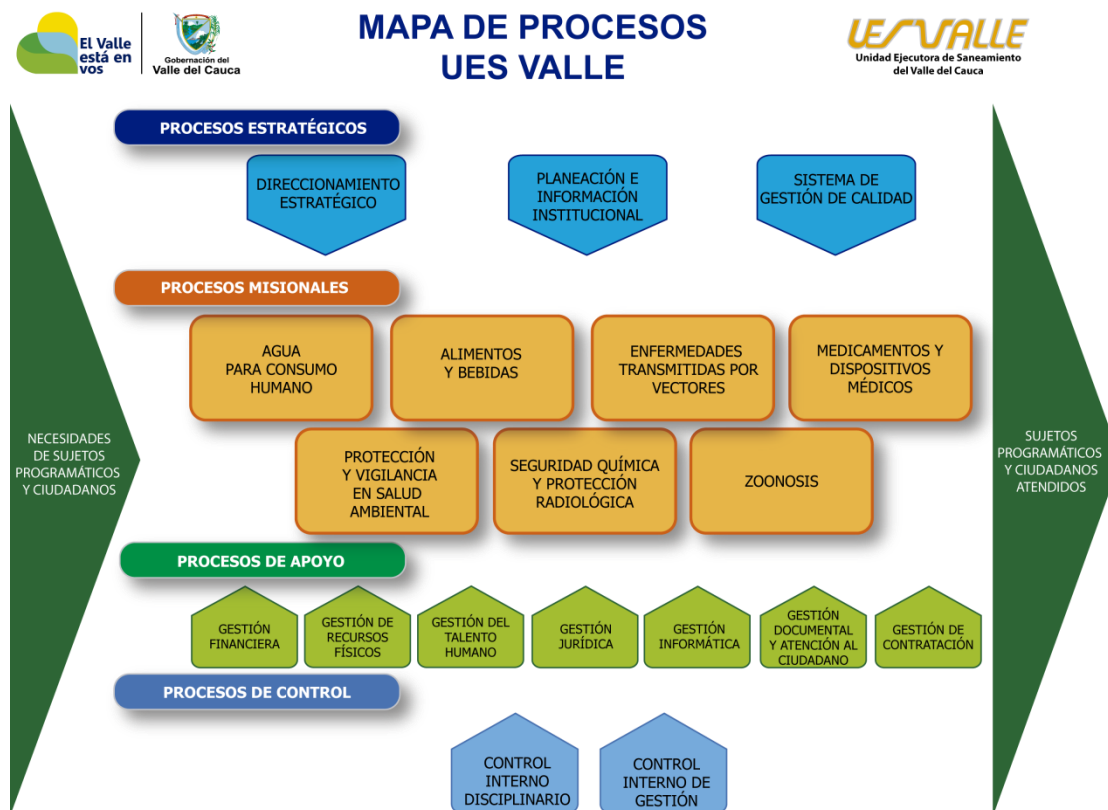 El Valle
está en
vos
Gobernación del
Valle del Cauca
MAPA DE PROCESOS
UES VALLE
UESVALLE
Unidad Ejecutora de Saneamiento
del Valle del Cauca
PROCESOS ESTRATÉGICOS
DIRECCIONAMIENTO
ESTRATÉGICO
PLANEACIÓN E
INFORMACIÓN
INSTITUCIONAL
SISTEMA DE
GESTIÓN DE CALIDAD
PROCESOS MISIONALES
AGUA
PARA CONSUMO
HUMANO
ALIMENTOS
Y BEBIDAS
ENFERMEDADES
TRANSMITIDAS POR
VECTORES
MEDICAMENTOS Y
DISPOSITIVOS
MÉDICOS
NECESIDADES
DE SUJETOS
PROGRAMÁTICOS
Y CIUDADANOS
PROTECCIÓN
Y VIGILANCIA
EN SALUD
AMBIENTAL
SEGURIDAD QUÍMICA
Y PROTECCIÓN
RADIOLÓGICA
ZOONOSIS
SUJETOS
PROGRAMÁTICOS
Y CIUDADANOS
ATENDIDOS
PROCESOS DE APOYO
GESTIÓN
FINANCIERA
GESTIÓN DE
RECURSOS
FÍSICOS
GESTIÓN DEL
TALENTO
HUMANO
GESTIÓN
JURÍDICA
GESTIÓN
INFORMÁTICA
GESTIÓN
DOCUMENTAL
Y ATENCIÓN AL
CIUDADANO
GESTIÓN DE
CONTRATACIÓN
PROCESOS DE CONTROL
CONTROL
INTERNO
DISCIPLINARIO
CONTROL
INTERNO DE
GESTIÓN